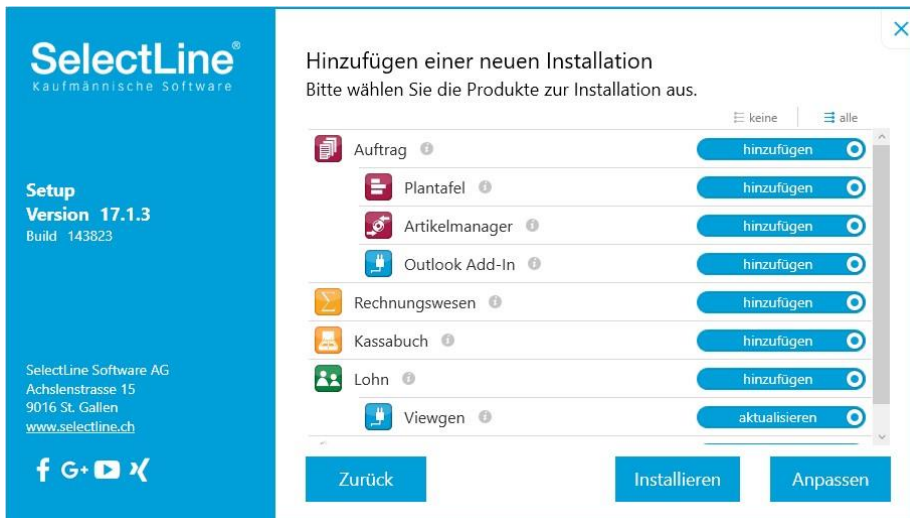 SelectLine®
Kaufmännische Software
Setup
Version 17.1.3
Build 143823
SelectLine Software AG
Achslenstrasse 15
9016 St. Gallen
www.selectline.ch
Hinzufügen einer neuen Installation
Bitte wählen Sie die Produkte zur Installation aus.
keine alle
Auftrag hinzufügen
Plantafel hinzufügen
Artikelmanager hinzufügen
Outlook Add-In hinzufügen
Rechnungswesen hinzufügen
Kassabuch hinzufügen
Lohn hinzufügen
Viewgen aktualisieren
Zurück Installieren Anpassen